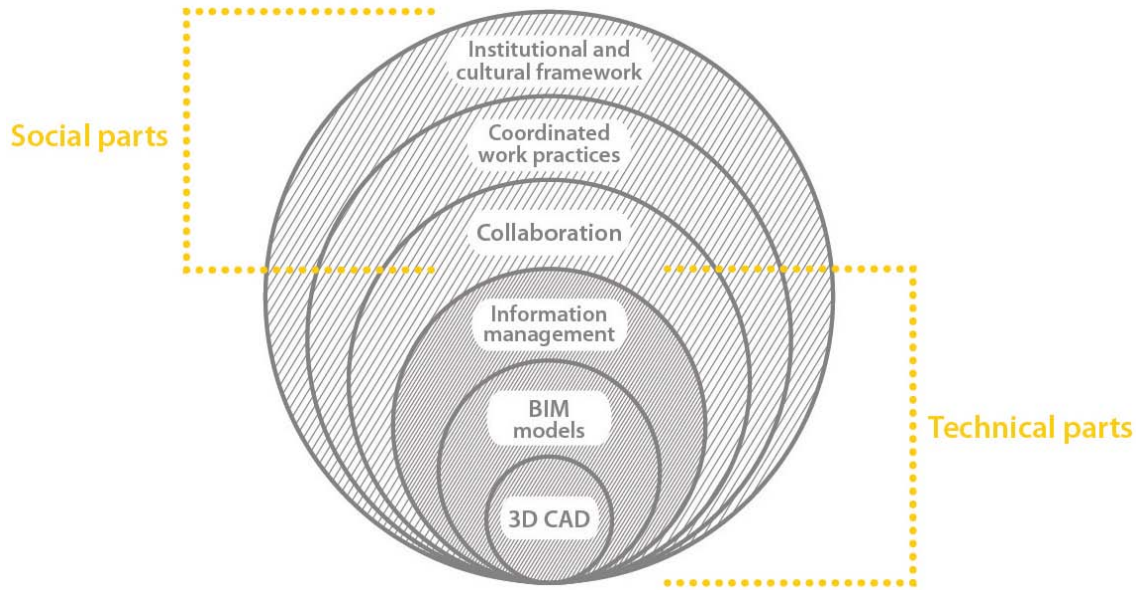 Institutional and
cultural framework
Social parts
Coordinated
work practices
Collaboration
Information
management
BIM
models
Technical parts
3D CAD